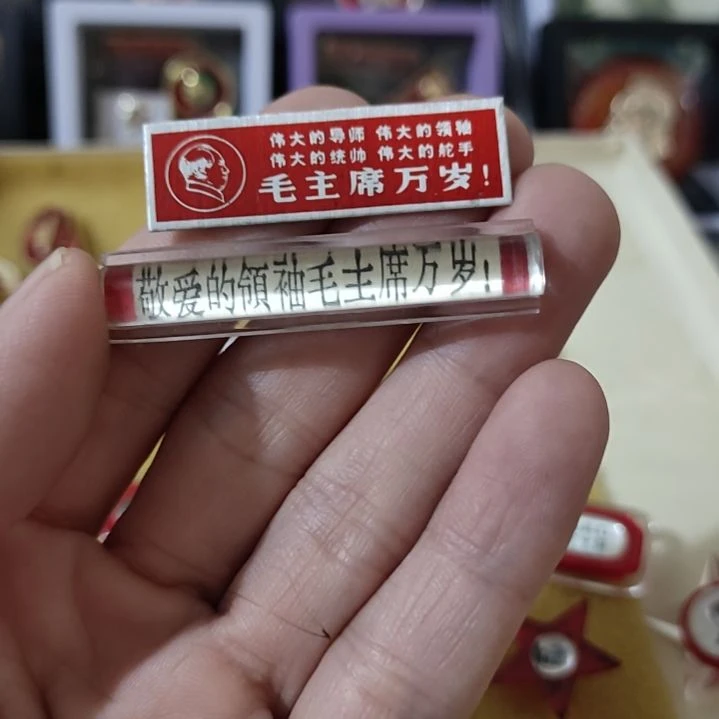 伟大的导师 伟大的领袖
伟大的统帅 伟大的舵手
毛主席万岁!
敬爱的領袖毛主席万岁!